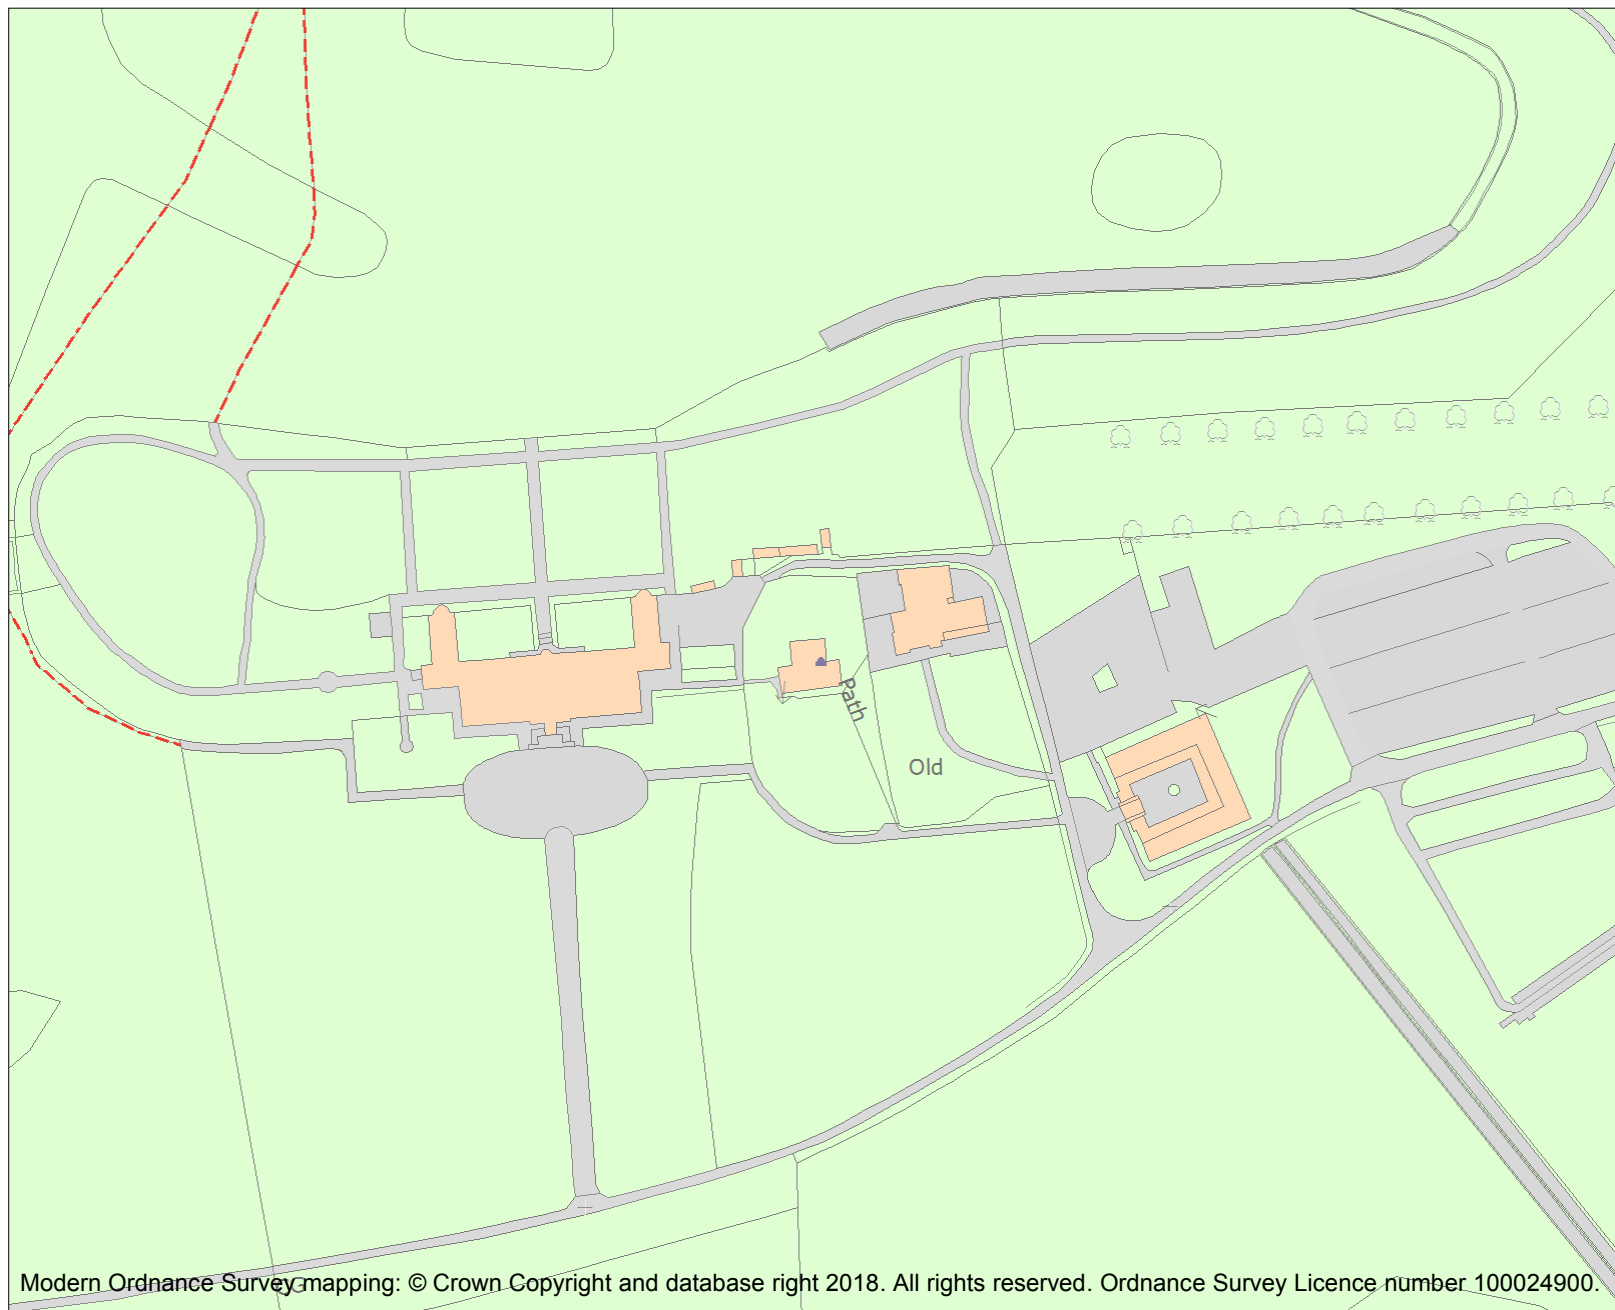 Path
Old
Modern Ordnance Survey mapping: © Crown Copyright and database right 2018. All rights reserved. Ordnance Survey Licence number 100024900.